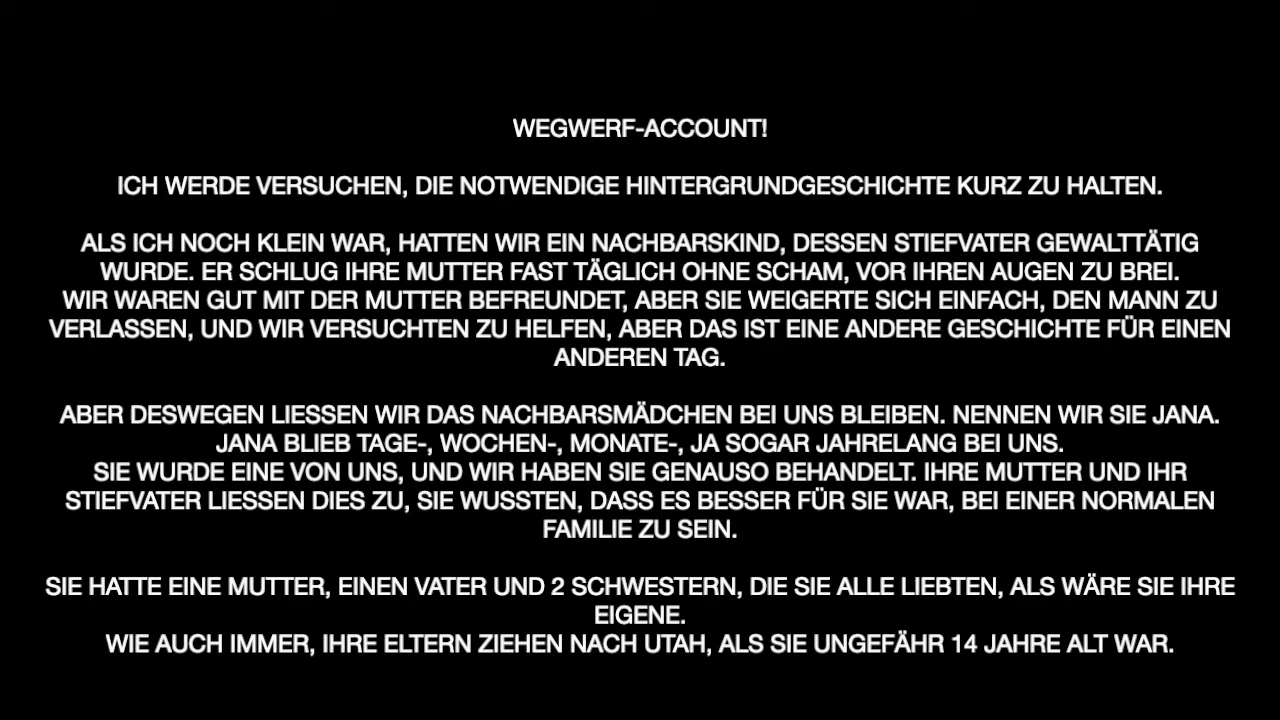 WEGWERF-ACCOUNT!
ICH WERDE VERSUCHEN, DIE NOTWENDIGE HINTERGRUNDGESCHICHTE KURZ ZU HALTEN.
ALS ICH NOCH KLEIN WAR, HATTEN WIR EIN NACHBARSKIND, DESSEN STIEFVATER GEWALTTÄTIG
WURDE. ER SCHLUG IHRE MUTTER FAST TÄGLICH OHNE SCHAM, VOR IHREN AUGEN ZU BREI.
WIR WAREN GUT MIT DER MUTTER BEFREUNDET, ABER SIE WEIGERTE SICH EINFACH, DEN MANN ZU
VERLASSEN, UND WIR VERSUCHTEN ZU HELFEN, ABER DAS IST EINE ANDERE GESCHICHTE FÜR EINEN
ANDEREN TAG.
ABER DESWEGEN LIESSEN WIR DAS NACHBARSMÄDCHEN BEI UNS BLEIBEN. NENNEN WIR SIE JANA.
JANA BLIEB TAGE-, WOCHEN-, MONATE-, JA SOGAR JAHRELANG BEI UNS.
SIE WURDE EINE VON UNS, UND WIR HABEN SIE GENAUSO BEHANDELT. IHRE MUTTER UND IHR
STIEFVATER LIESSEN DIES ZU, SIE WUSSTEN, DASS ES BESSER FÜR SIE WAR, BEI EINER NORMALEN
FAMILIE ZU SEIN.
SIE HATTE EINE MUTTER, EINEN VATER UND 2 SCHWESTERN, DIE SIE ALLE LIEBTEN, ALS WÄRE SIE IHRE
EIGENE.
WIE AUCH IMMER, IHRE ELTERN ZIEHEN NACH UTAH, ALS SIE UNGEFÄHR 14 JAHRE ALT WAR.